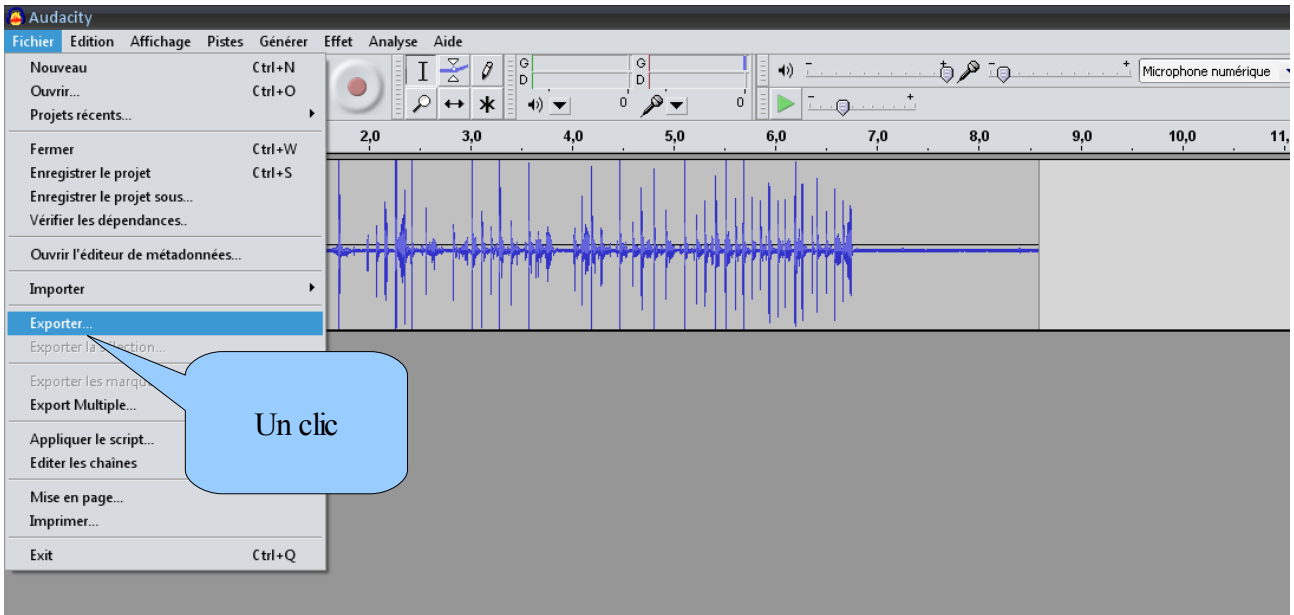 Audacity
Fichier Edition Affichage Pistes Générer Effet Analyse Aide
Nouveau Ctrl+N
Ouvrir... Ctrl+O
Projets récents...
Fermer Ctrl+W
Enregistrer le projet Ctrl+S
Enregistrer le projet sous...
Vérifier les dépendances..
Ouvrir l'éditeur de métadonnées...
Importer
Exporter...
Exporter la
Exporter les
Export Multiple...
Appliquer le script...
Editer les chaînes
Mise en page...
Imprimer...
Exit Ctrl+Q
Un clic
G G
D D
0 0
- + - + Microphone numérique
- +
2,0 3,0 4,0 5,0 6,0 7,0 8,0 9,0 10,0 11,